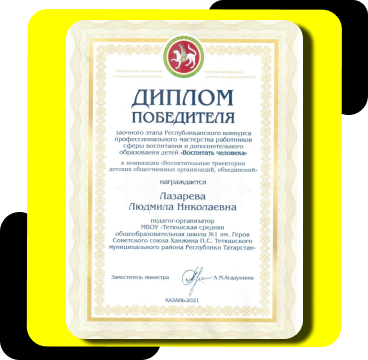 ДИПЛОМ
ПОБЕДИТЕЛЯ
заочного этапа Республиканского конкурса
профессионального мастерства работников
сферы воспитания и дополнительного
образования детей «Воспитать человека»
в номинации «Воспитательные траектории
детских общественных организаций, объединений»
награждается
Лазарева
Людмила Николаевна
педагог-организатор
МБОУ «Тетюшская средняя
общеобразовательная школа №1 им. Героя
Советского союза Ханжина П.С. Тетюшского
муниципального района Республики Татарстан»
Заместитель министра А.М.Асадуллина
КАЗАНЬ/2021